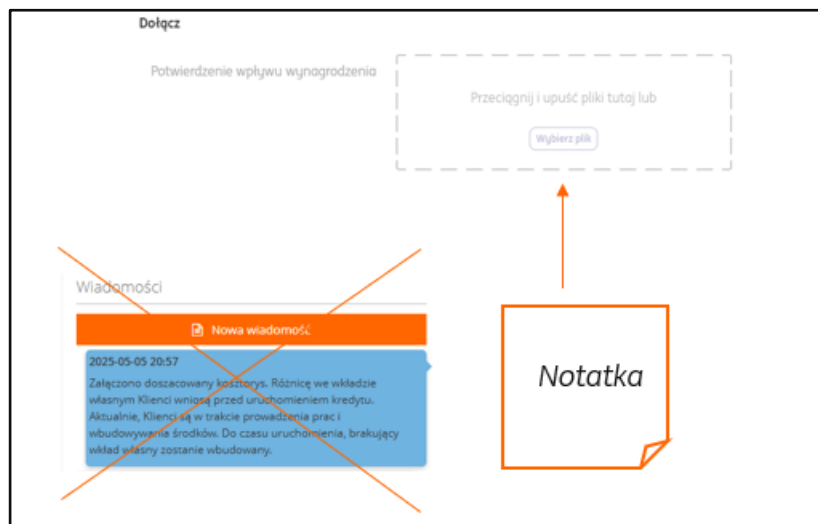 Dołącz
Potwierdzenie wpływu wynagrodzenia
Przeciągnij i upuść pliki tutaj lub
Wybierz plik
Wiadomości
Nowa wiadomość
2025-05-05 20:57
Załączono doszacowany kosztorys. Różnicę we wkładzie
własnym Klienci wniosą przed uruchomieniem kredytu.
Aktualnie, Klienci są w trakcie prowadzenia prac i
wbudowywania środków. Do czasu uruchomienia, brakujący
wkład własny zostanie wbudowany.
Notatka